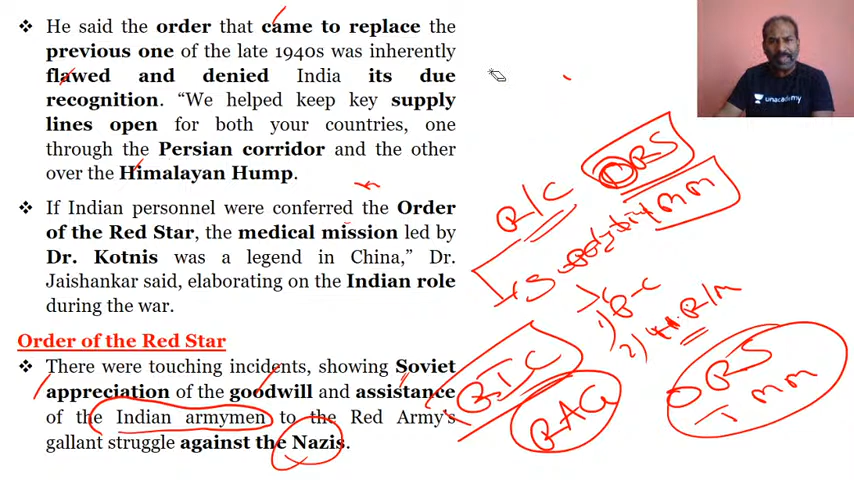 He said the order that came to replace the
previous one of the late 1940s was inherently
flawed and denied India its due
recognition. “We helped keep key supply
lines open for both your countries, one
through the Persian corridor and the other
over the Himalayan Hump.
If Indian personnel were conferred the Order
of the Red Star, the medical mission led by
Dr. Kotnis was a legend in China,” Dr.
Jaishankar said, elaborating on the Indian role
during the war.
Order of the Red Star
There were touching incidents, showing Soviet
appreciation of the goodwill and assistance
of the Indian armymen to the Red Army's
gallant struggle against the Nazis.
unacademy
R/C
ORS
MM
1)
2)
RIC
ORS
MM